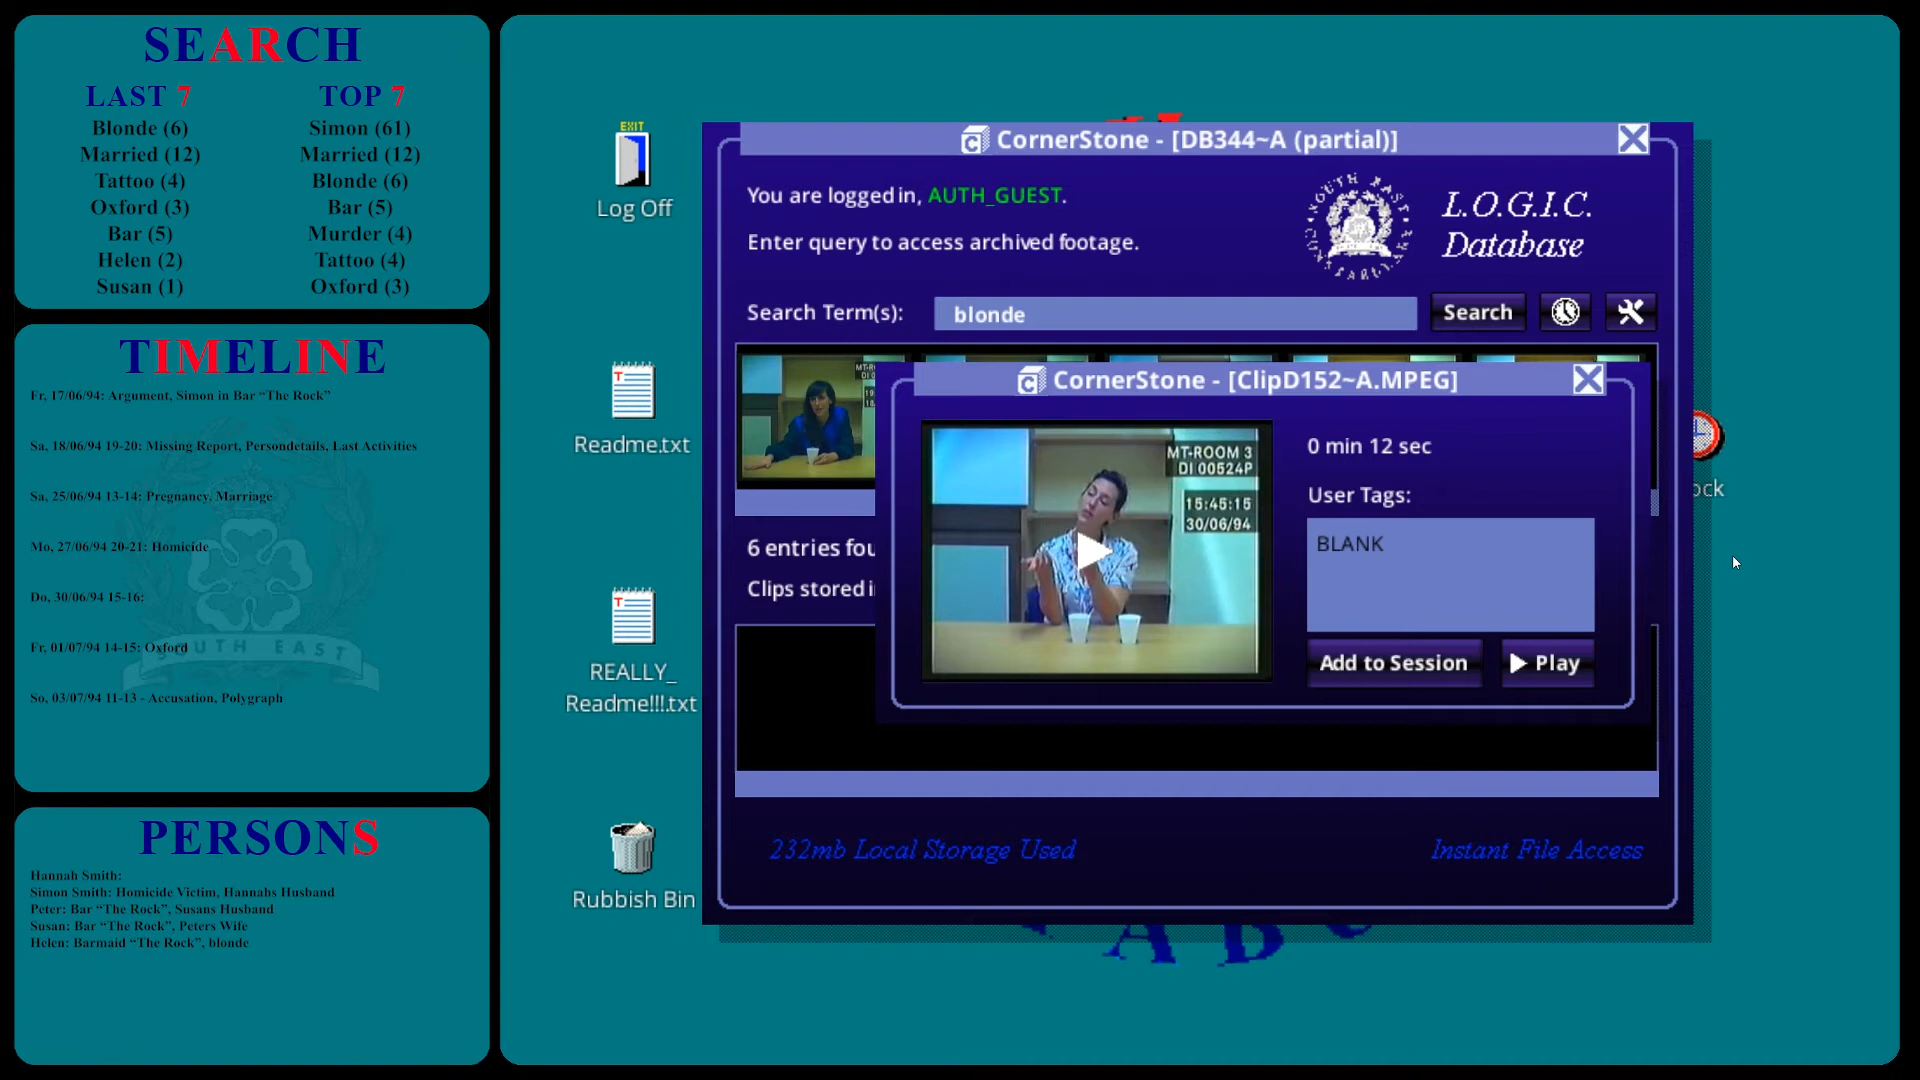 SEARCH
LAST 7
Blonde (6)
Married (12)
Tattoo (4)
Oxford (3)
Bar (5)
Helen (2)
Susan (1)
TOP 7
Simon (61)
Married (12)
Blonde (6)
Bar (5)
Murder (4)
Tattoo (4)
Oxford (3)
TIMELINE
Fr, 17/06/94: Argument, Simon in Bar “The Rock”
Sa, 18/06/94 19-20: Missing Report, Persondetails, Last Activities
Sa, 25/06/94 13-14: Pregnancy, Marriage
Mo, 27/06/94 20-21: Homicide
Do, 30/06/94 15-16:
Fr, 01/07/94 14-15: Oxford
SOUTH EAST
So, 03/07/94 11-13 - Accusation, Polygraph
PERSONS
Hannah Smith:
Simon Smith: Homicide Victim, Hannahs Husband
Peter: Bar “The Rock”, Susans Husband
Susan: Bar “The Rock”, Peters Wife
Helen: Barmaid “The Rock”, blonde
EXIT
Log Off
Readme.txt
REALLY_
Readme!!!.txt
Rubbish Bin
CornerStone - [DB344~A (partial)]
You are logged in, AUTH_GUEST.
Enter query to access archived footage.
SOUTH EAST
L.O.G.I.C.
Database
Search Term(s):
blonde
Search
CornerStone - [ClipD152~A.MPEG]
MT-ROOM 3
DI 00524P
15:45:15
30/06/94
0 min 12 sec
User Tags:
BLANK
Add to Session
Play
6 entries fou
Clips stored i
232mb Local Storage Used
Instant File Access
ock